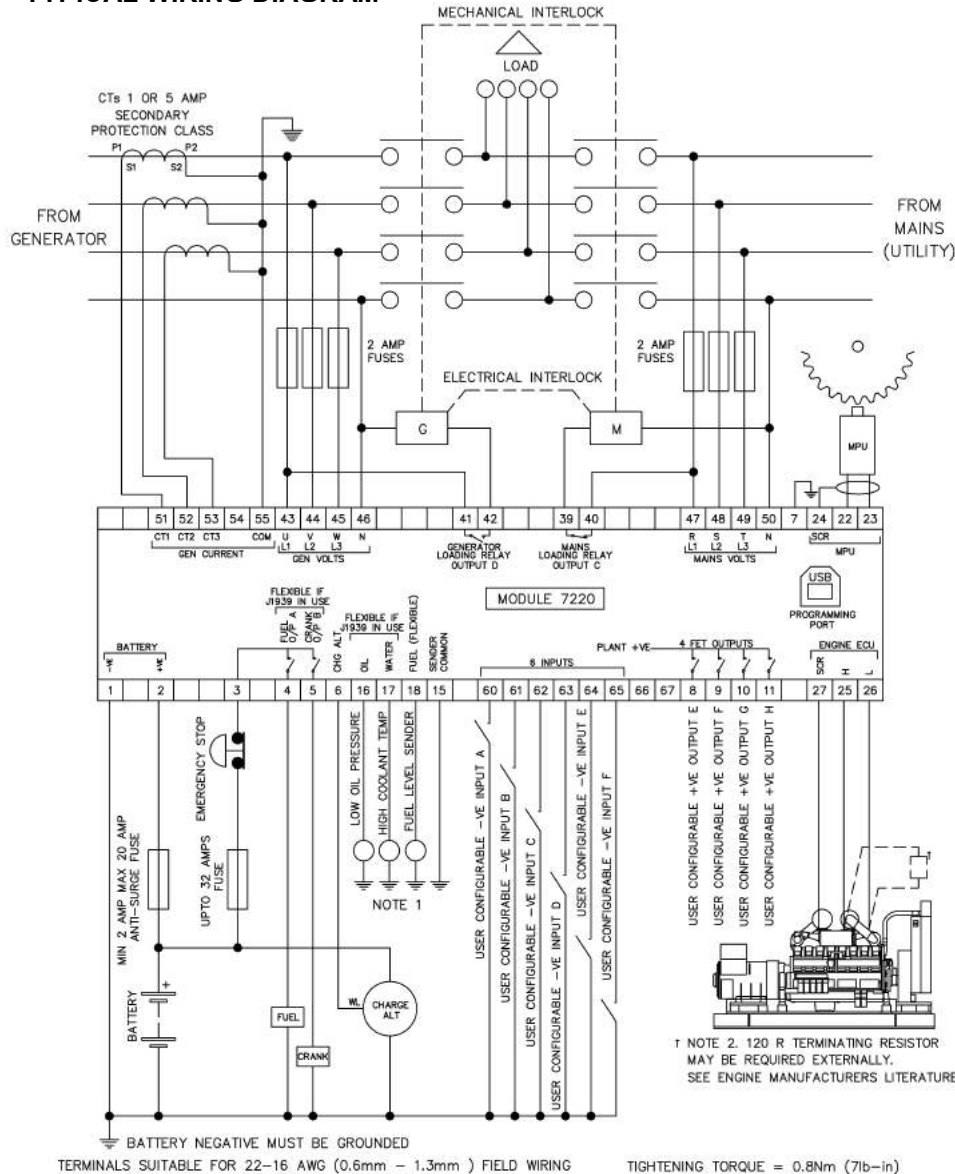 TYPICAL WIRING DIAGRAM
MECHANICAL INTERLOCK
LOAD
CTs 1 OR 5 AMP
SECONDARY
PROTECTION CLASS
P1
P2
S1
S2
FROM
GENERATOR
FROM
MAINS
(UTILITY)
2 AMP
FUSES
2 AMP
FUSES
ELECTRICAL INTERLOCK
G
M
MPU
51 52 53 54 55 43 44 45 46 41 42 39 40 47 48 49 50 7 24 22 23
CT1 CT2 CT3 COM U V W N R S T N SCR
L1 L2 L3 L1 L2 L3
GEN CURRENT
GEN VOLTS
GENERATOR
LOADING RELAY
OUTPUT D
MAINS
LOADING RELAY
OUTPUT C
MAINS VOLTS
MPU
MODULE 7220
USB
PROGRAMMING
PORT
BATTERY
-VE
+VE
FLEXIBLE IF
J1939 IN USE
FUEL
O/P A
CRANK
O/P B
CHG ALT
FLEXIBLE IF
J1939 IN USE
OIL
WATER
FUEL (FLEXIBLE)
SENDER
COMMON
6 INPUTS
PLANT +VE
4 FET OUTPUTS
ENGINE ECU
SCR
H
L
1 2 3 4 5 6 16 17 18 15 60 61 62 63 64 65 66 67 8 9 10 11 27 25 26
MIN 2 AMP MAX 20 AMP
ANTI-SURGE FUSE
EMERGENCY STOP
UPTO 32 AMPS
FUSE
BATTERY
+
LOW OIL PRESSURE
HIGH COOLANT TEMP
FUEL LEVEL SENDER
NOTE 1
WL
CHARGE
ALT
FUEL
CRANK
USER CONFIGURABLE -VE INPUT A
USER CONFIGURABLE -VE INPUT B
USER CONFIGURABLE -VE INPUT C
USER CONFIGURABLE -VE INPUT D
USER CONFIGURABLE -VE INPUT E
USER CONFIGURABLE -VE INPUT F
USER CONFIGURABLE +VE OUTPUT E
USER CONFIGURABLE +VE OUTPUT F
USER CONFIGURABLE +VE OUTPUT G
USER CONFIGURABLE +VE OUTPUT H
†
† NOTE 2. 120 R TERMINATING RESISTOR
MAY BE REQUIRED EXTERNALLY.
SEE ENGINE MANUFACTURERS LITERATURE
BATTERY NEGATIVE MUST BE GROUNDED
TERMINALS SUITABLE FOR 22-16 AWG (0.6mm - 1.3mm ) FIELD WIRING
TIGHTENING TORQUE = 0.8Nm (7lb-in)